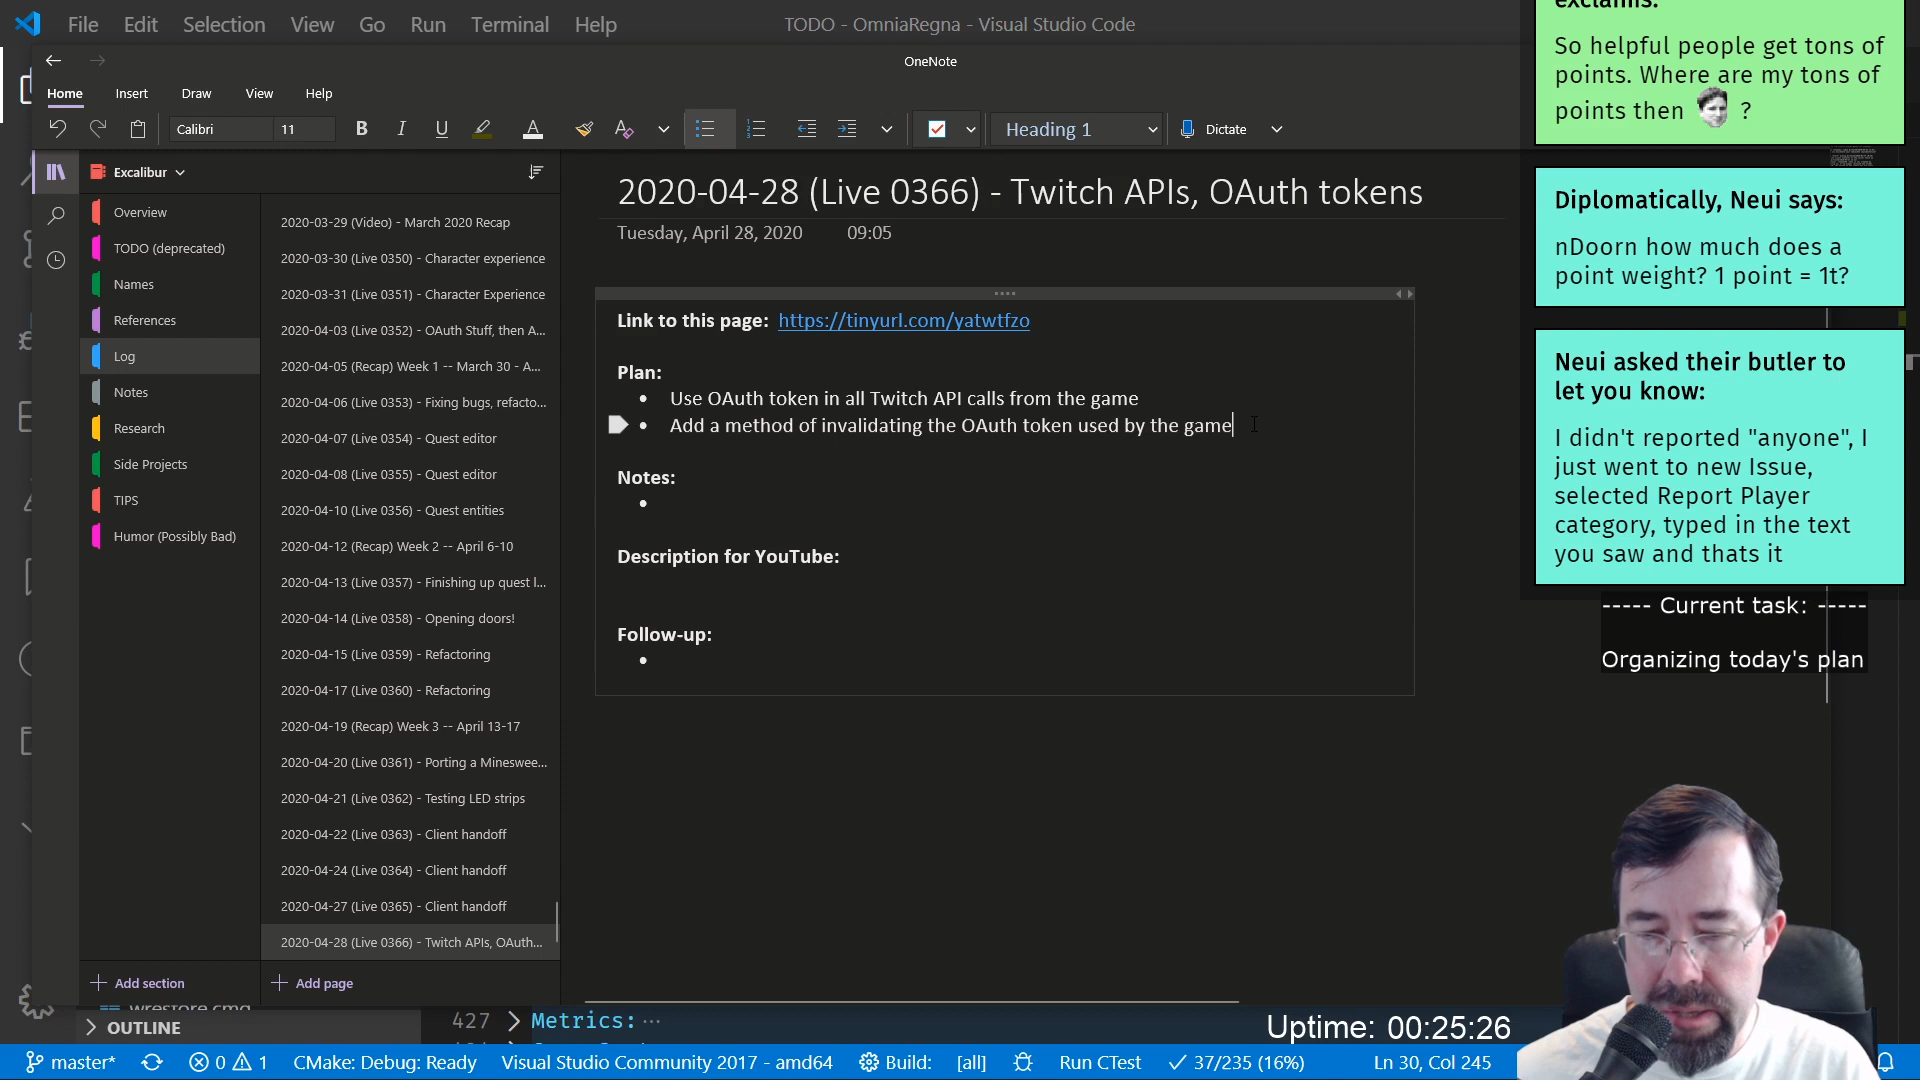 File Edit Selection View Go Run Terminal Help
TODO - OmniaRegna - Visual Studio Code
OneNote
Home Insert Draw View Help
Calibri 11 B I U A Heading 1 Dictate
Excalibur
Overview
TODO (deprecated)
Names
References
Log
Notes
Research
Side Projects
TIPS
Humor (Possibly Bad)
Add section
2020-03-29 (Video) - March 2020 Recap
2020-03-30 (Live 0350) - Character experience
2020-03-31 (Live 0351) - Character Experience
2020-04-03 (Live 0352) - OAuth Stuff, then A...
2020-04-05 (Recap) Week 1 -- March 30 - A...
2020-04-06 (Live 0353) - Fixing bugs, refacto...
2020-04-07 (Live 0354) - Quest editor
2020-04-08 (Live 0355) - Quest editor
2020-04-10 (Live 0356) - Quest entities
2020-04-12 (Recap) Week 2 -- April 6-10
2020-04-13 (Live 0357) - Finishing up quest l...
2020-04-14 (Live 0358) - Opening doors!
2020-04-15 (Live 0359) - Refactoring
2020-04-17 (Live 0360) - Refactoring
2020-04-19 (Recap) Week 3 -- April 13-17
2020-04-20 (Live 0361) - Porting a Mineswee...
2020-04-21 (Live 0362) - Testing LED strips
2020-04-22 (Live 0363) - Client handoff
2020-04-24 (Live 0364) - Client handoff
2020-04-27 (Live 0365) - Client handoff
2020-04-28 (Live 0366) - Twitch APIs, OAuth...
Add page
2020-04-28 (Live 0366) - Twitch APIs, OAuth tokens
Tuesday, April 28, 2020 09:05
Link to this page: https://tinyurl.com/yatwtfzo
Plan:
• Use OAuth token in all Twitch API calls from the game
• Add a method of invalidating the OAuth token used by the game
Notes:
•
Description for YouTube:
Follow-up:
•
exclaims:
So helpful people get tons of
points. Where are my tons of
points then ?
Diplomatically, Neui says:
nDoorn how much does a
point weight? 1 point = 1t?
Neui asked their butler to
let you know:
I didn't reported "anyone", I
just went to new Issue,
selected Report Player
category, typed in the text
you saw and thats it
----- Current task: -----
Organizing today's plan
wrestore.cmd
OUTLINE
427 Metrics:...
Uptime: 00:25:26
master* 0 1 CMake: Debug: Ready Visual Studio Community 2017 - amd64 Build: [all] Run CTest 37/235 (16%) Ln 30, Col 245